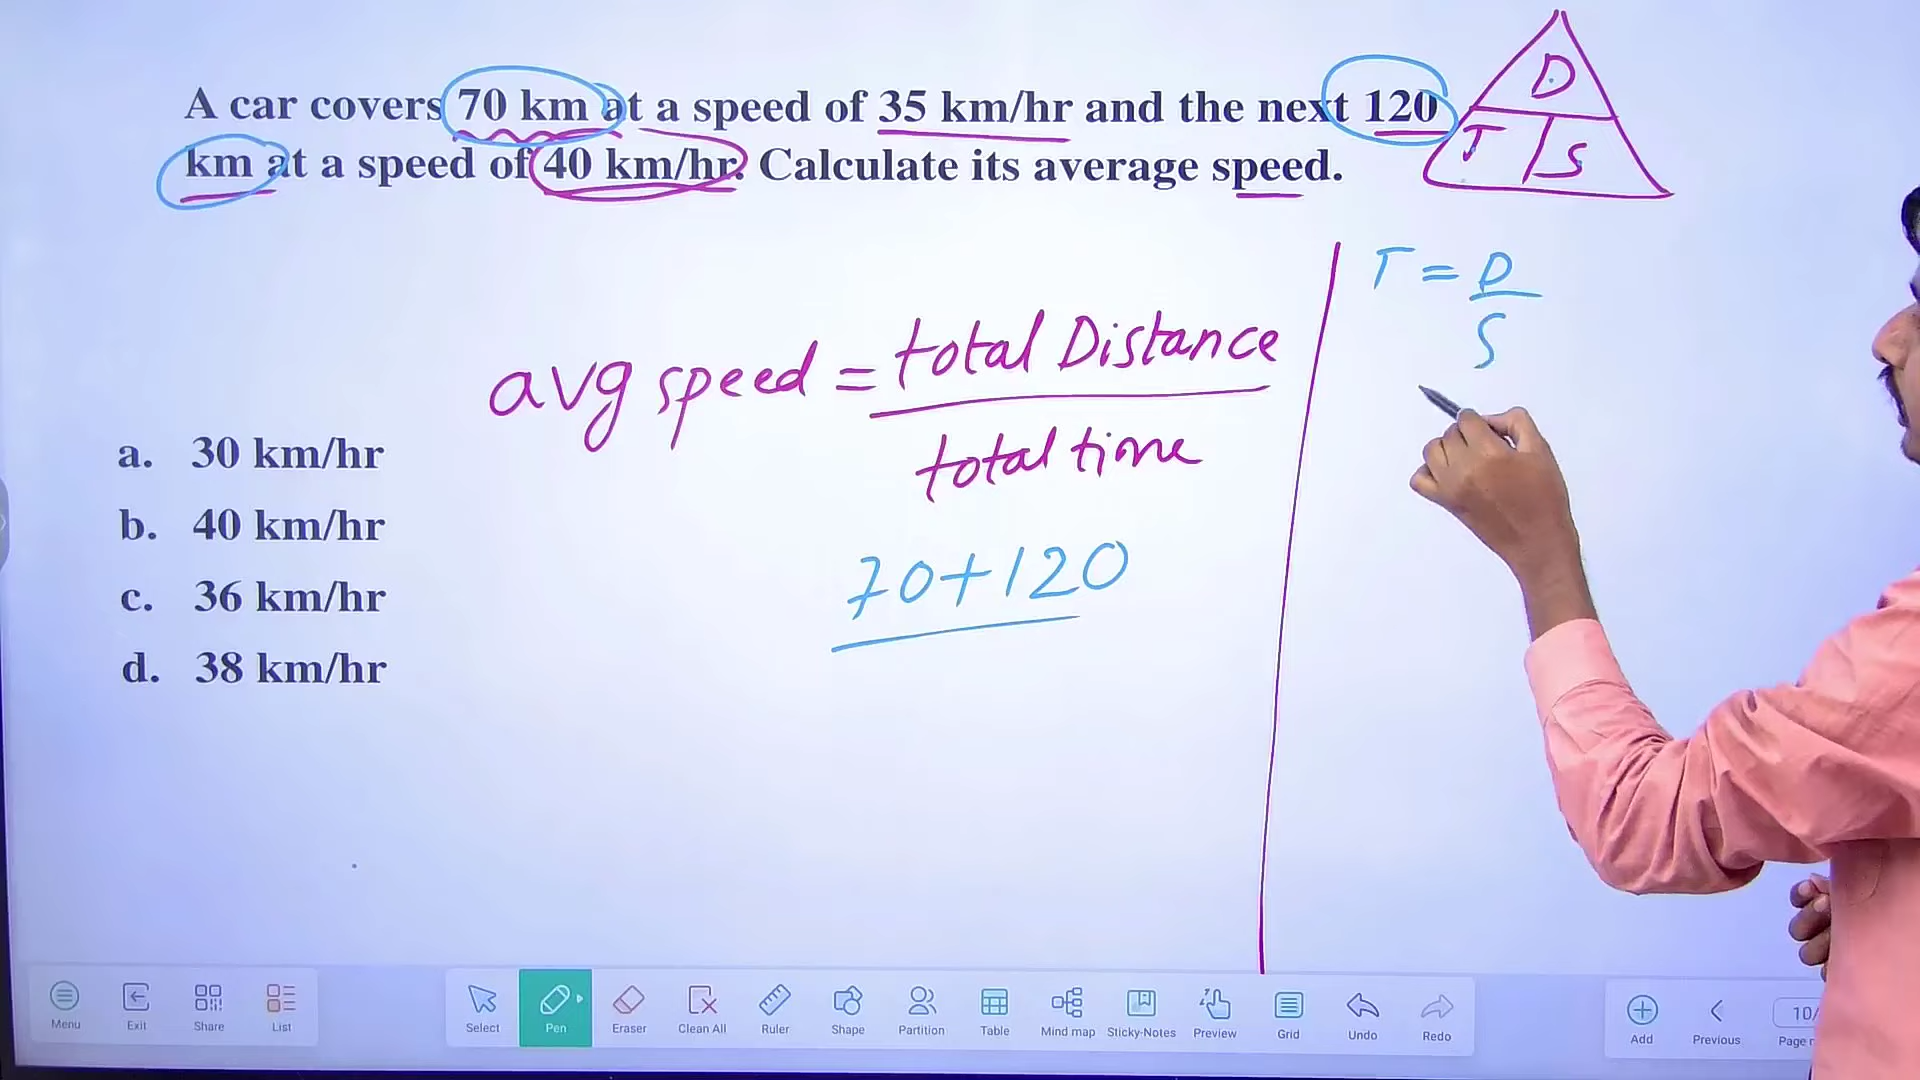 A car covers 70 km at a speed of 35 km/hr and the next 120
km at a speed of 40 km/hr. Calculate its average speed.
D
T S
T = D
S
avg speed = total Distance
total time
70+120
a. 30 km/hr
b. 40 km/hr
c. 36 km/hr
d. 38 km/hr
Menu Exit Share List Select Pen Eraser Clean All Ruler Shape Partition Table Mind map Sticky-Notes Preview Grid Undo Redo Add Previous 10/
Page